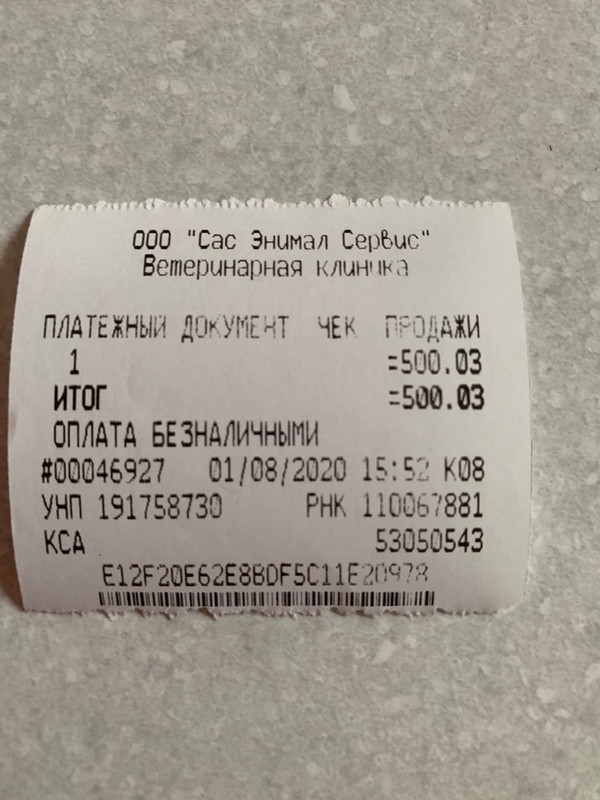 ООО "Сас Энимал Сервис"
Ветеринарная клиника
ПЛАТЕЖНЫЙ ДОКУМЕНТ ЧЕК ПРОДАЖИ
1 =500.03
ИТОГ =500.03
ОПЛАТА БЕЗНАЛИЧНЫМИ
#00046927 01/08/2020 15:52 К08
УНП 191758730 РНК 110067881
КСА 53050543
E12F20E62E8BDF5C11E20978